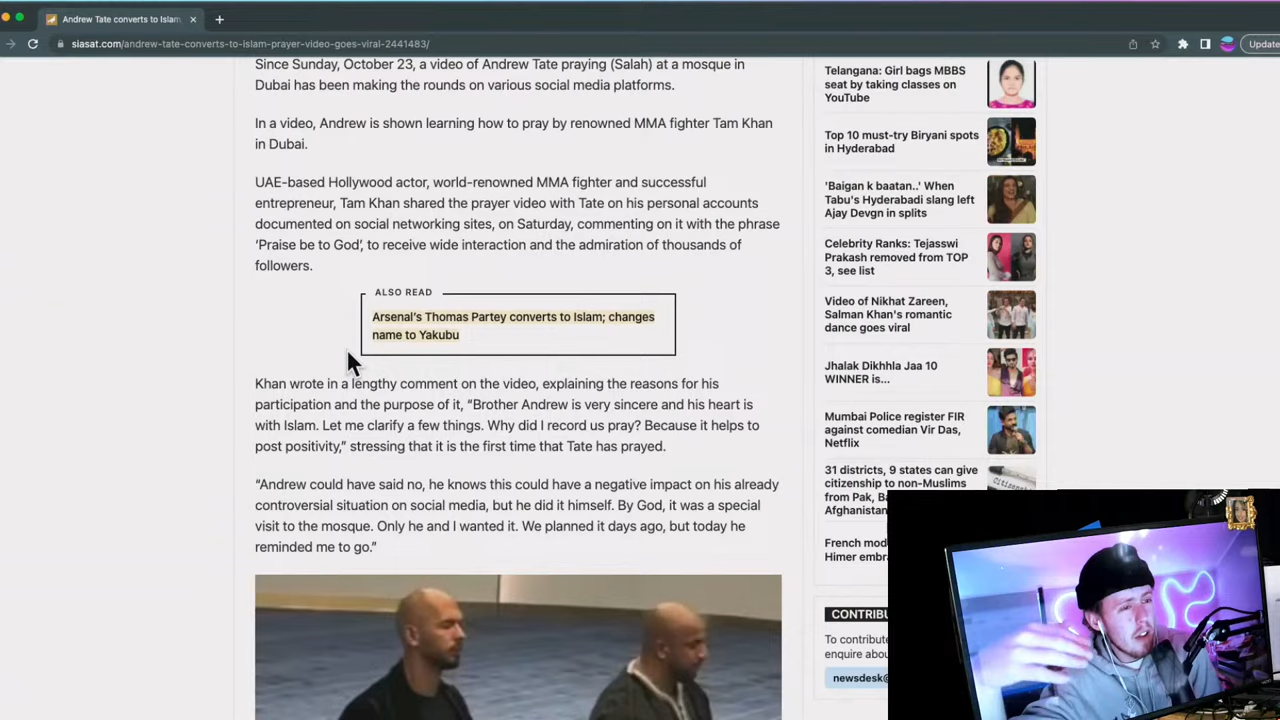 Andrew Tate converts to Islam,
siasat.com/andrew-tate-converts-to-islam-prayer-video-goes-viral-2441483/
Update
Since Sunday, October 23, a video of Andrew Tate praying (Salah) at a mosque in
Dubai has been making the rounds on various social media platforms.
In a video, Andrew is shown learning how to pray by renowned MMA fighter Tam Khan
in Dubai.
UAE-based Hollywood actor, world-renowned MMA fighter and successful
entrepreneur, Tam Khan shared the prayer video with Tate on his personal accounts
documented on social networking sites, on Saturday, commenting on it with the phrase
‘Praise be to God’, to receive wide interaction and the admiration of thousands of
followers.
ALSO READ
Arsenal’s Thomas Partey converts to Islam; changes
name to Yakubu
Khan wrote in a lengthy comment on the video, explaining the reasons for his
participation and the purpose of it, “Brother Andrew is very sincere and his heart is
with Islam. Let me clarify a few things. Why did I record us pray? Because it helps to
post positivity,” stressing that it is the first time that Tate has prayed.
“Andrew could have said no, he knows this could have a negative impact on his already
controversial situation on social media, but he did it himself. By God, it was a special
visit to the mosque. Only he and I wanted it. We planned it days ago, but today he
reminded me to go.”
Telangana: Girl bags MBBS
seat by taking classes on
YouTube
Top 10 must-try Biryani spots
in Hyderabad
'Baigan k baatan..' When
Tabu's Hyderabadi slang left
Ajay Devgn in splits
Celebrity Ranks: Tejasswi
Prakash removed from TOP
3, see list
Video of Nikhat Zareen,
Salman Khan's romantic
dance goes viral
Jhalak Dikhhla Jaa 10
WINNER is...
Mumbai Police register FIR
against comedian Vir Das,
Netflix
31 districts, 9 states can give
citizenship to non-Muslims
from Pak,
Afghanistan
French
Himer
To contribute
enquire
newsdesk@